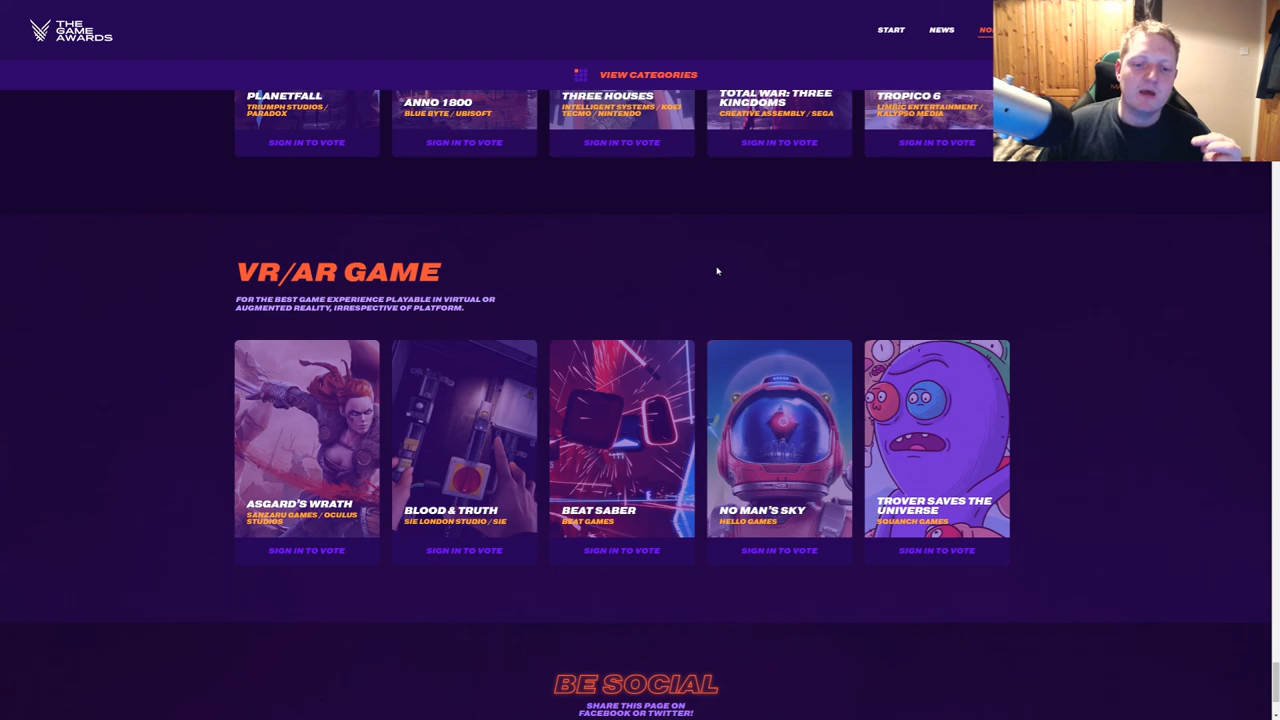 THE
GAME
AWARDS
START
NEWS
VIEW CATEGORIES
PLANETFALL
TRIUMPH STUDIOS /
PARADOX
SIGN IN TO VOTE
ANNO 1800
BLUE BYTE / UBISOFT
SIGN IN TO VOTE
THREE HOUSES
INTELLIGENT SYSTEMS / KOEI
TECMO / NINTENDO
SIGN IN TO VOTE
TOTAL WAR: THREE
KINGDOMS
CREATIVE ASSEMBLY / SEGA
SIGN IN TO VOTE
TROPICO 6
LIMBIC ENTERTAINMENT /
KALYPSO MEDIA
SIGN IN TO VOTE
VR/AR GAME
FOR THE BEST GAME EXPERIENCE PLAYABLE IN VIRTUAL OR
AUGMENTED REALITY, IRRESPECTIVE OF PLATFORM.
ASGARD'S WRATH
SANZARU GAMES / OCULUS
STUDIOS
SIGN IN TO VOTE
BLOOD & TRUTH
SIE LONDON STUDIO / SIE
SIGN IN TO VOTE
BEAT SABER
BEAT GAMES
SIGN IN TO VOTE
NO MAN'S SKY
HELLO GAMES
SIGN IN TO VOTE
TROVER SAVES THE
UNIVERSE
SQUANCH GAMES
SIGN IN TO VOTE
BE SOCIAL
SHARE THIS PAGE ON
FACEBOOK OR TWITTER!